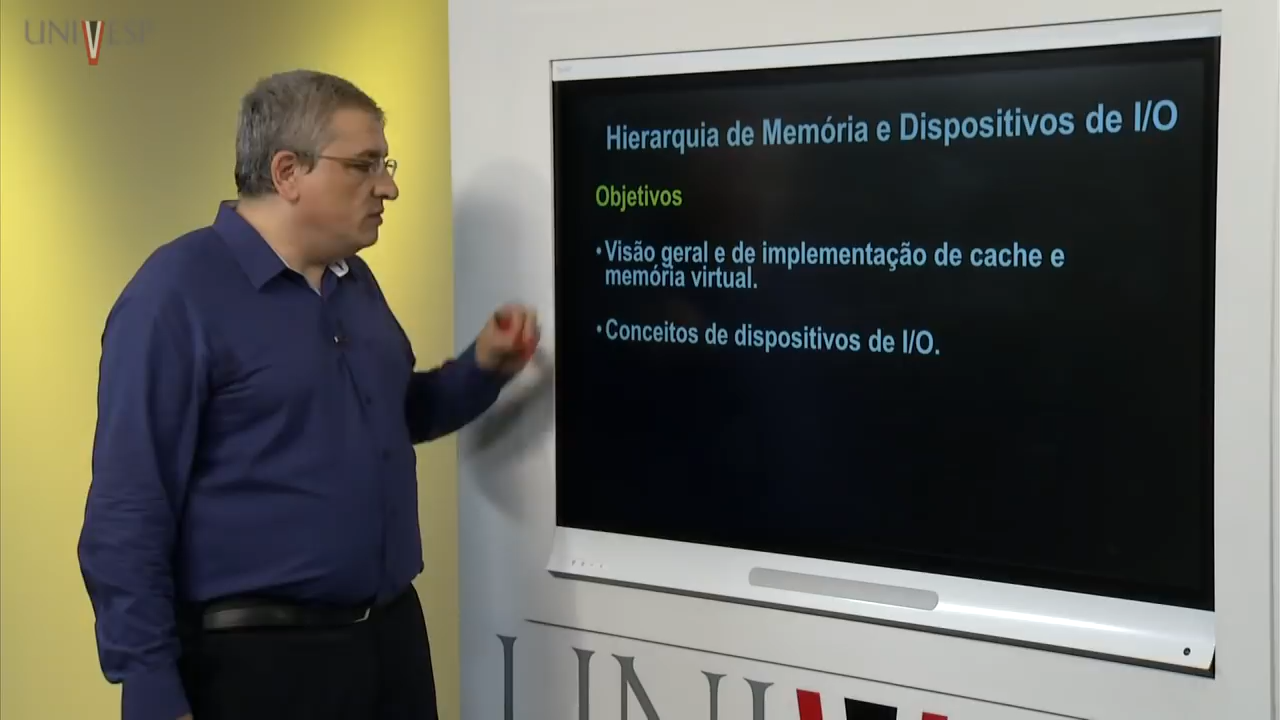 UNIVESP
Hierarquia de Memória e Dispositivos de I/O
Objetivos
•Visão geral e de implementação de cache e
memória virtual.
•Conceitos de dispositivos de I/O.
UNIV